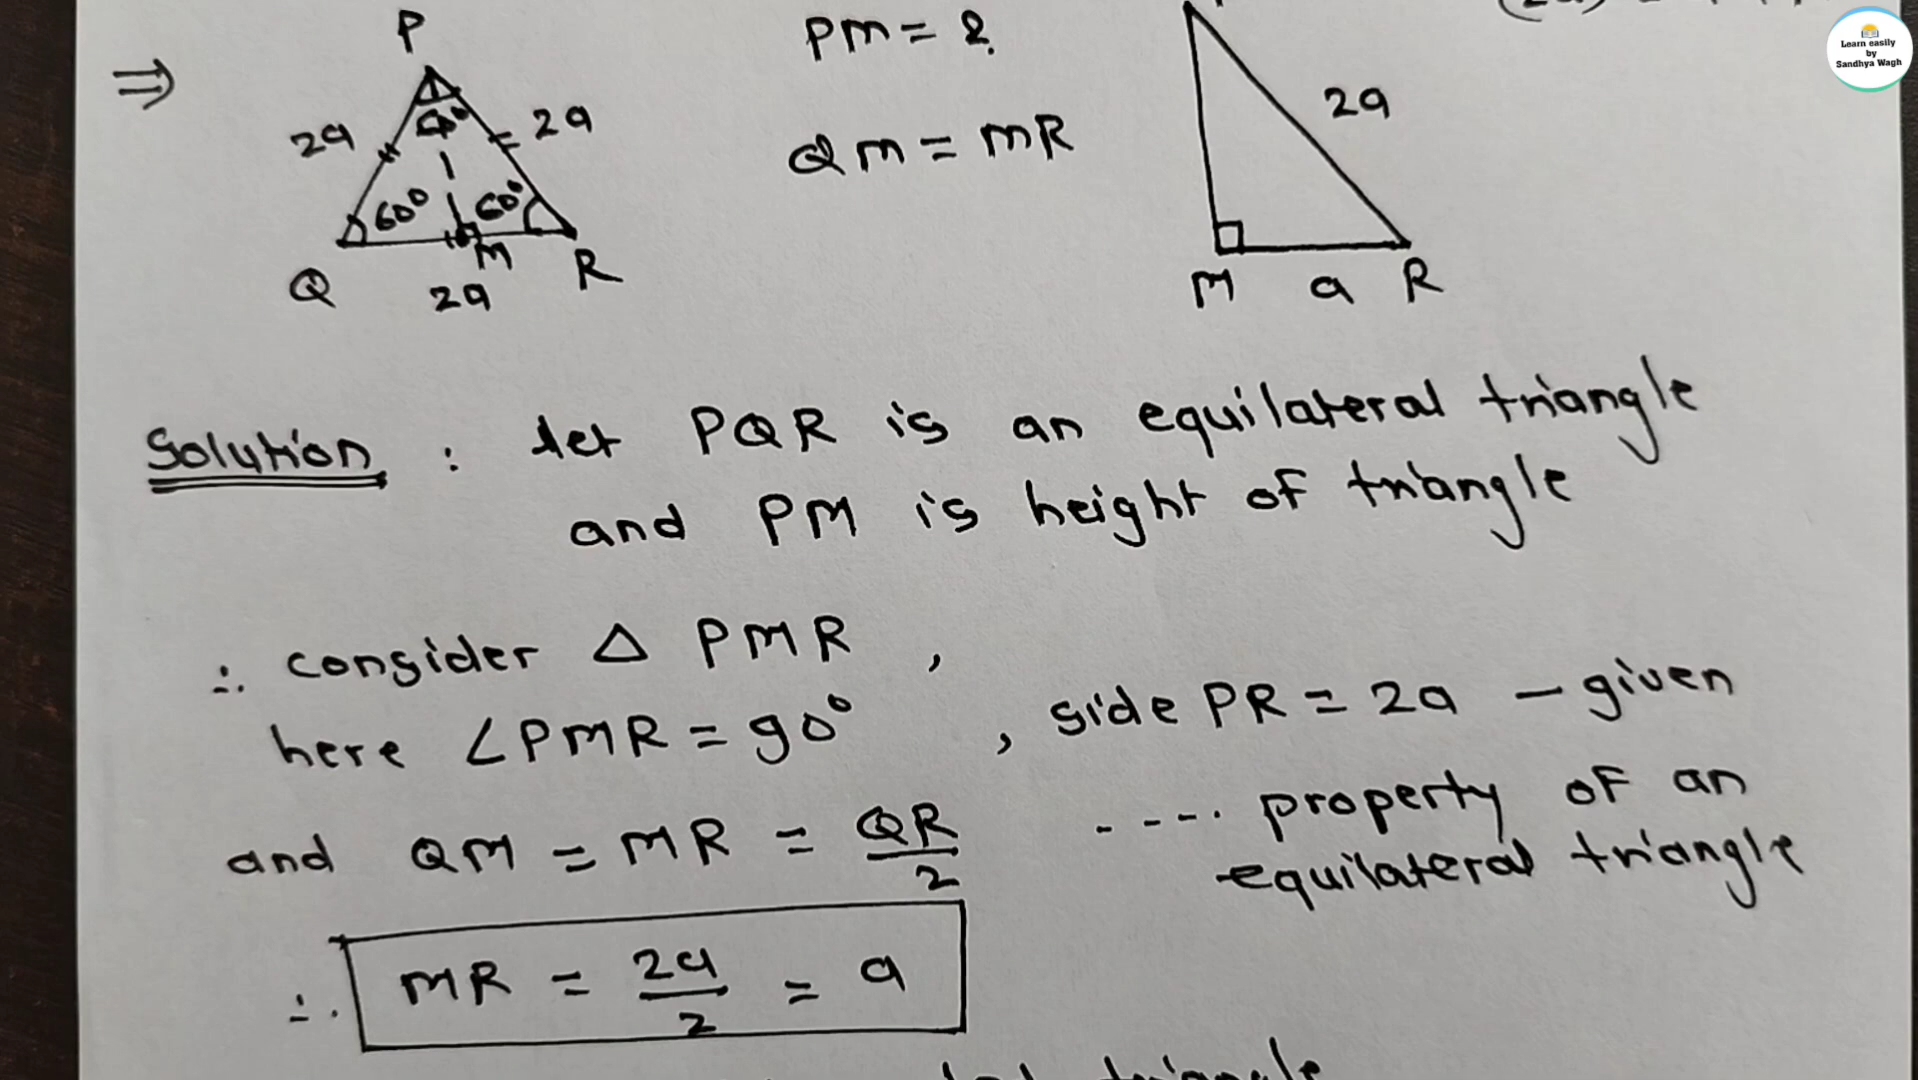 ⇒
P
2a
2a
60°
60°
M
Q
2a
R
PM = ?
QM = MR
2a
M a R
Learn easily
by
Sandhya Wagh
Solution : let PQR is an equilateral triangle
and PM is height of triangle
∴ consider △ PMR ,
here ∠PMR = 90° , side PR = 2a – given
and QM = MR = QR/2 ---- property of an
equilateral triangle
∴ MR = 2a/2 = a
triangle